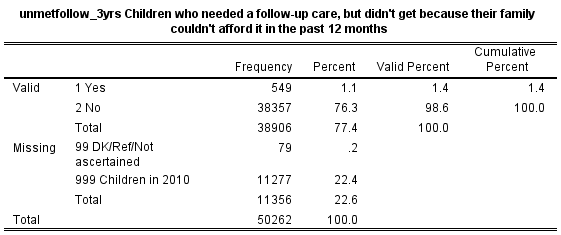 unmetfollow_3yrs Children who needed a follow-up care, but didn't get because their family
couldn't afford it in the past 12 months
Frequency Percent Valid Percent Cumulative Percent
Valid 1 Yes 549 1.1 1.4 1.4
2 No 38357 76.3 98.6 100.0
Total 38906 77.4 100.0
Missing 99 DK/Ref/Not ascertained 79 .2
999 Children in 2010 11277 22.4
Total 11356 22.6
Total 50262 100.0